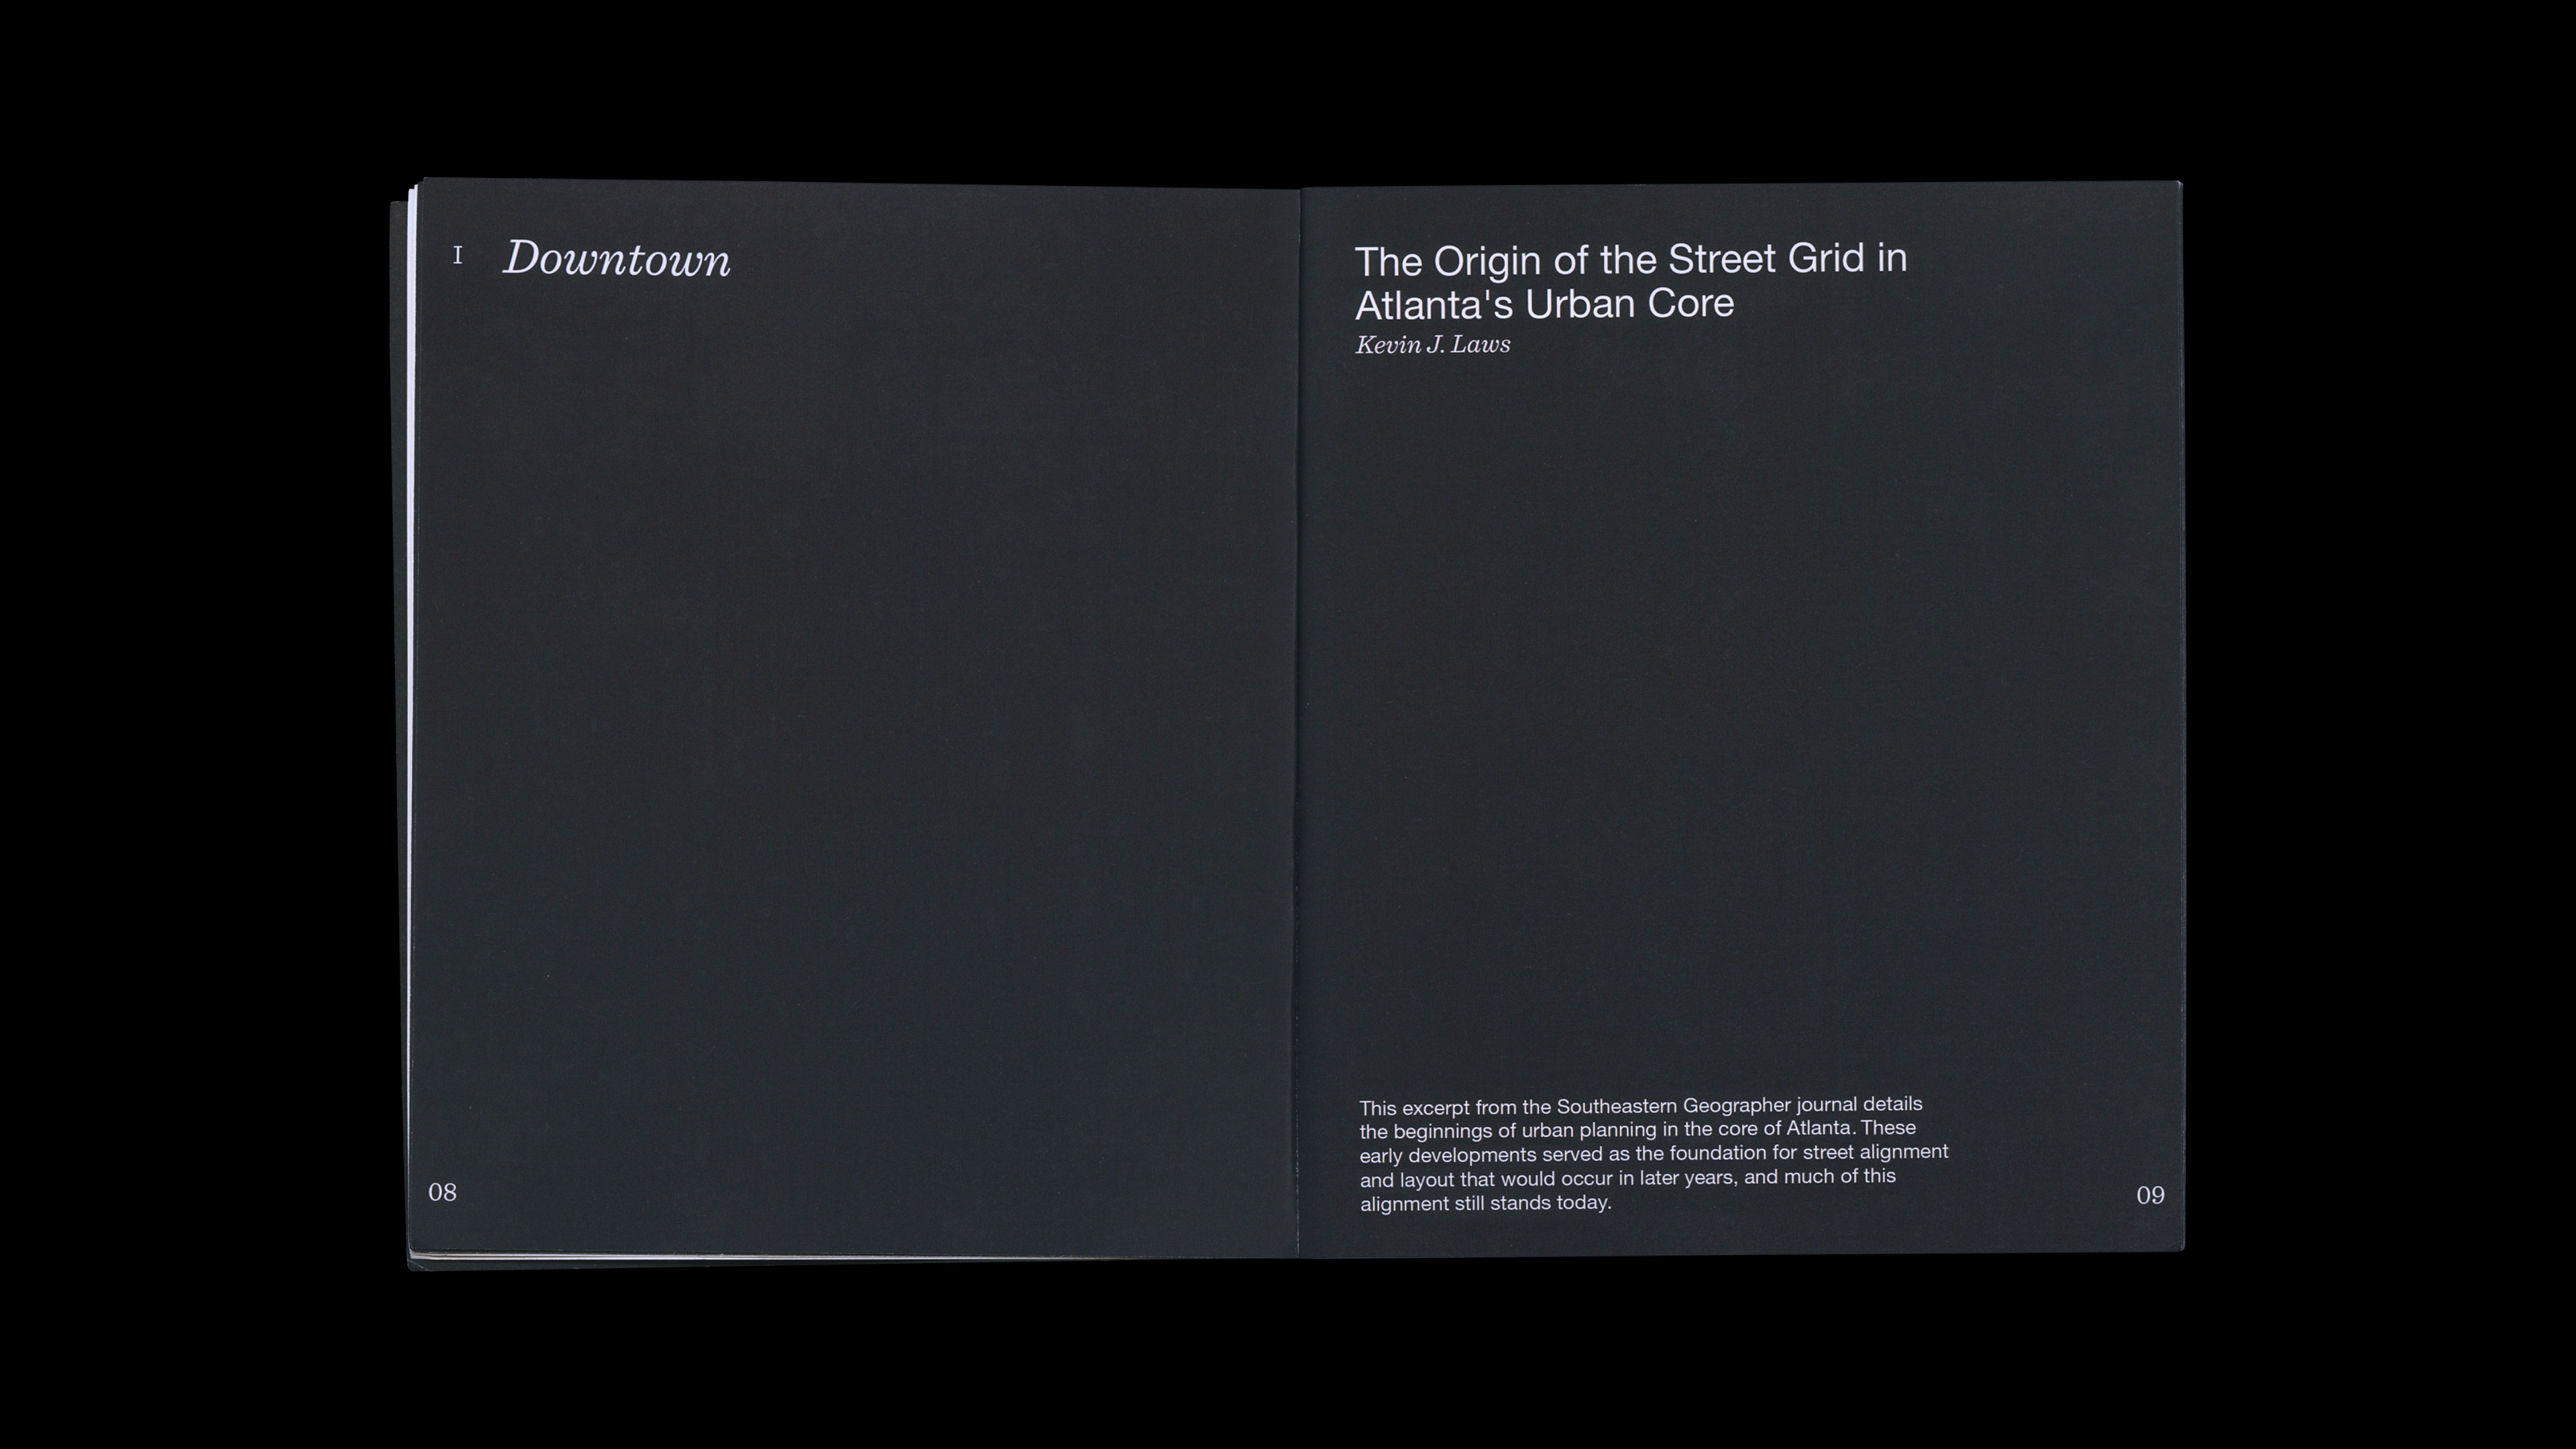 I Downtown
08
The Origin of the Street Grid in
Atlanta's Urban Core
Kevin J. Laws
This excerpt from the Southeastern Geographer journal details
the beginnings of urban planning in the core of Atlanta. These
early developments served as the foundation for street alignment
and layout that would occur in later years, and much of this
alignment still stands today.
09